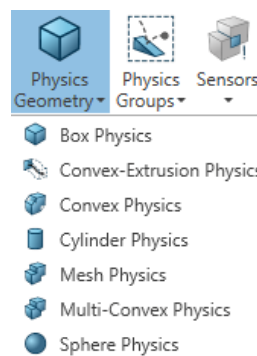 Physics Geometry
Physics Groups
Sensors
Box Physics
Convex-Extrusion Physics
Convex Physics
Cylinder Physics
Mesh Physics
Multi-Convex Physics
Sphere Physics